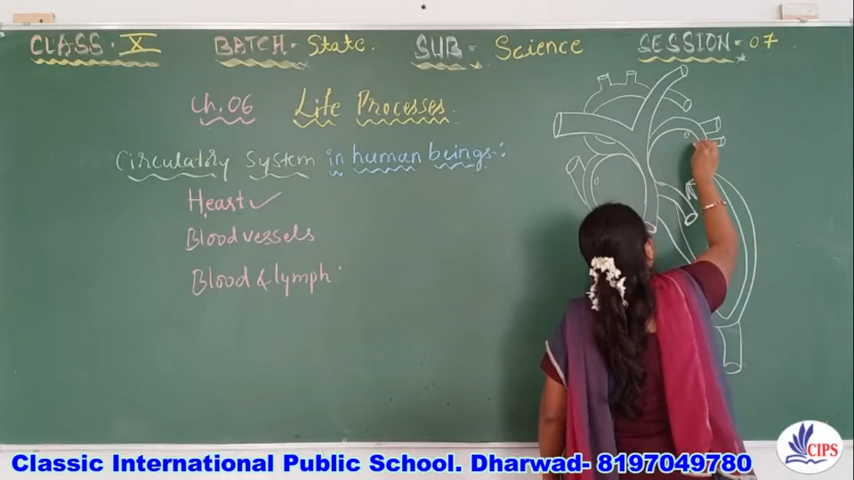 CLASS - X BATCH - State. SUB - Science SESSION - 07
Ch. 06 Life Processes.
Circulatory System in human beings -:
Heart ✓
Blood vessels
Blood & lymph
Classic International Public School. Dharwad- 8197049780
CIPS